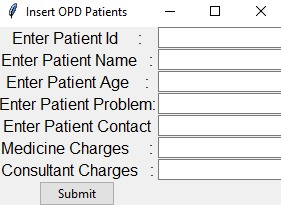 Insert OPD Patients
Enter Patient Id :
Enter Patient Name :
Enter Patient Age :
Enter Patient Problem:
Enter Patient Contact
Medicine Charges :
Consultant Charges :
Submit